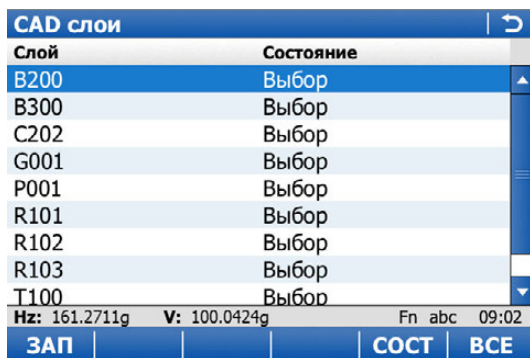 CAD слои
Слой Состояние
B200 Выбор
B300 Выбор
C202 Выбор
G001 Выбор
P001 Выбор
R101 Выбор
R102 Выбор
R103 Выбор
T100 Выбор
Hz: 161.2711g V: 100.0424g Fn abc 09:02
ЗАП СОСТ ВСЕ